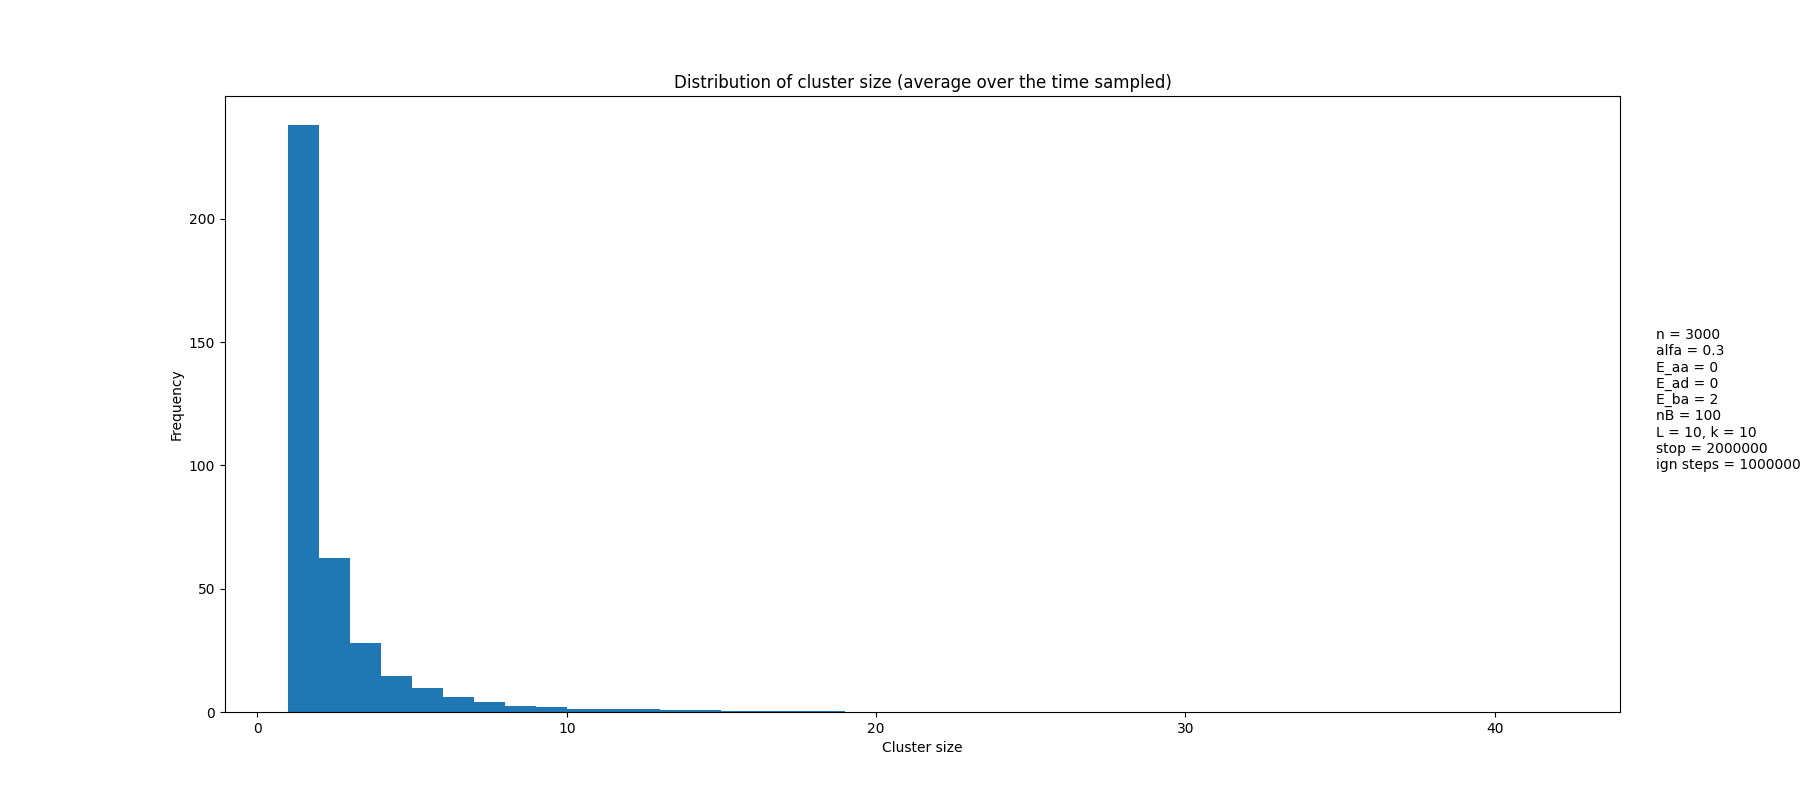 Distribution of cluster size (average over the time sampled)
200
150
100
50
0
Frequency
0 10 20 30 40
Cluster size
n = 3000
alfa = 0.3
E_aa = 0
E_ad = 0
E_ba = 2
nB = 100
L = 10, k = 10
stop = 2000000
ign steps = 1000000